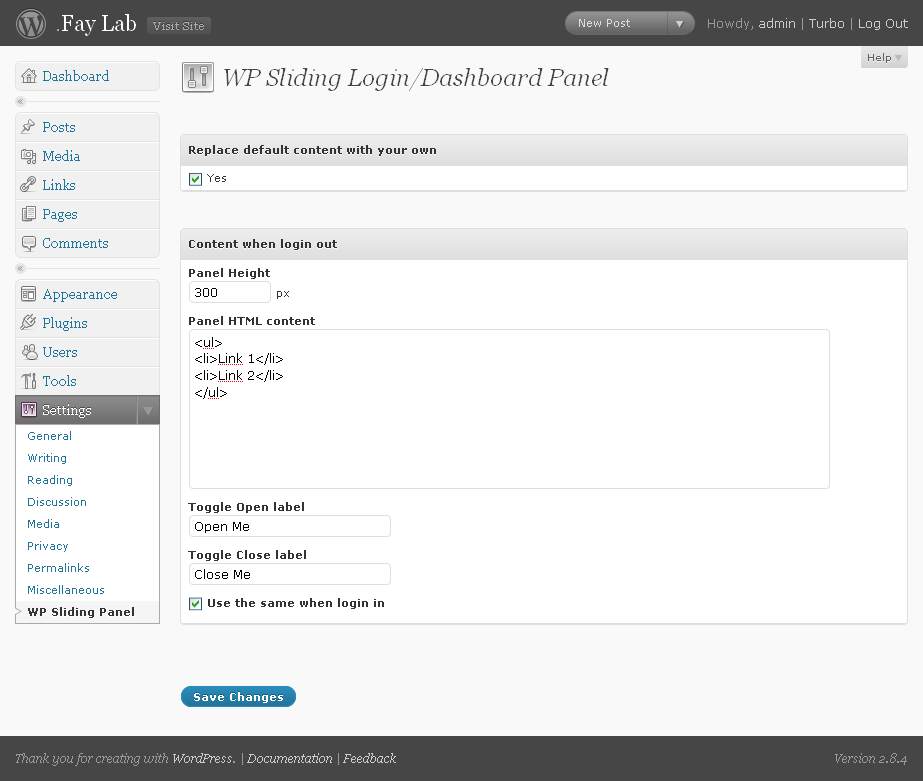 .Fay Lab Visit Site New Post Howdy, admin | Turbo | Log Out
Help
WP Sliding Login/Dashboard Panel
Dashboard
Posts
Media
Links
Pages
Comments
Appearance
Plugins
Users
Tools
Settings
General
Writing
Reading
Discussion
Media
Privacy
Permalinks
Miscellaneous
WP Sliding Panel
Replace default content with your own
Yes
Content when login out
Panel Height
300 px
Panel HTML content
<ul>
<li>Link 1</li>
<li>Link 2</li>
</ul>
Toggle Open label
Open Me
Toggle Close label
Close Me
Use the same when login in
Save Changes
Thank you for creating with WordPress. | Documentation | Feedback Version 2.8.4